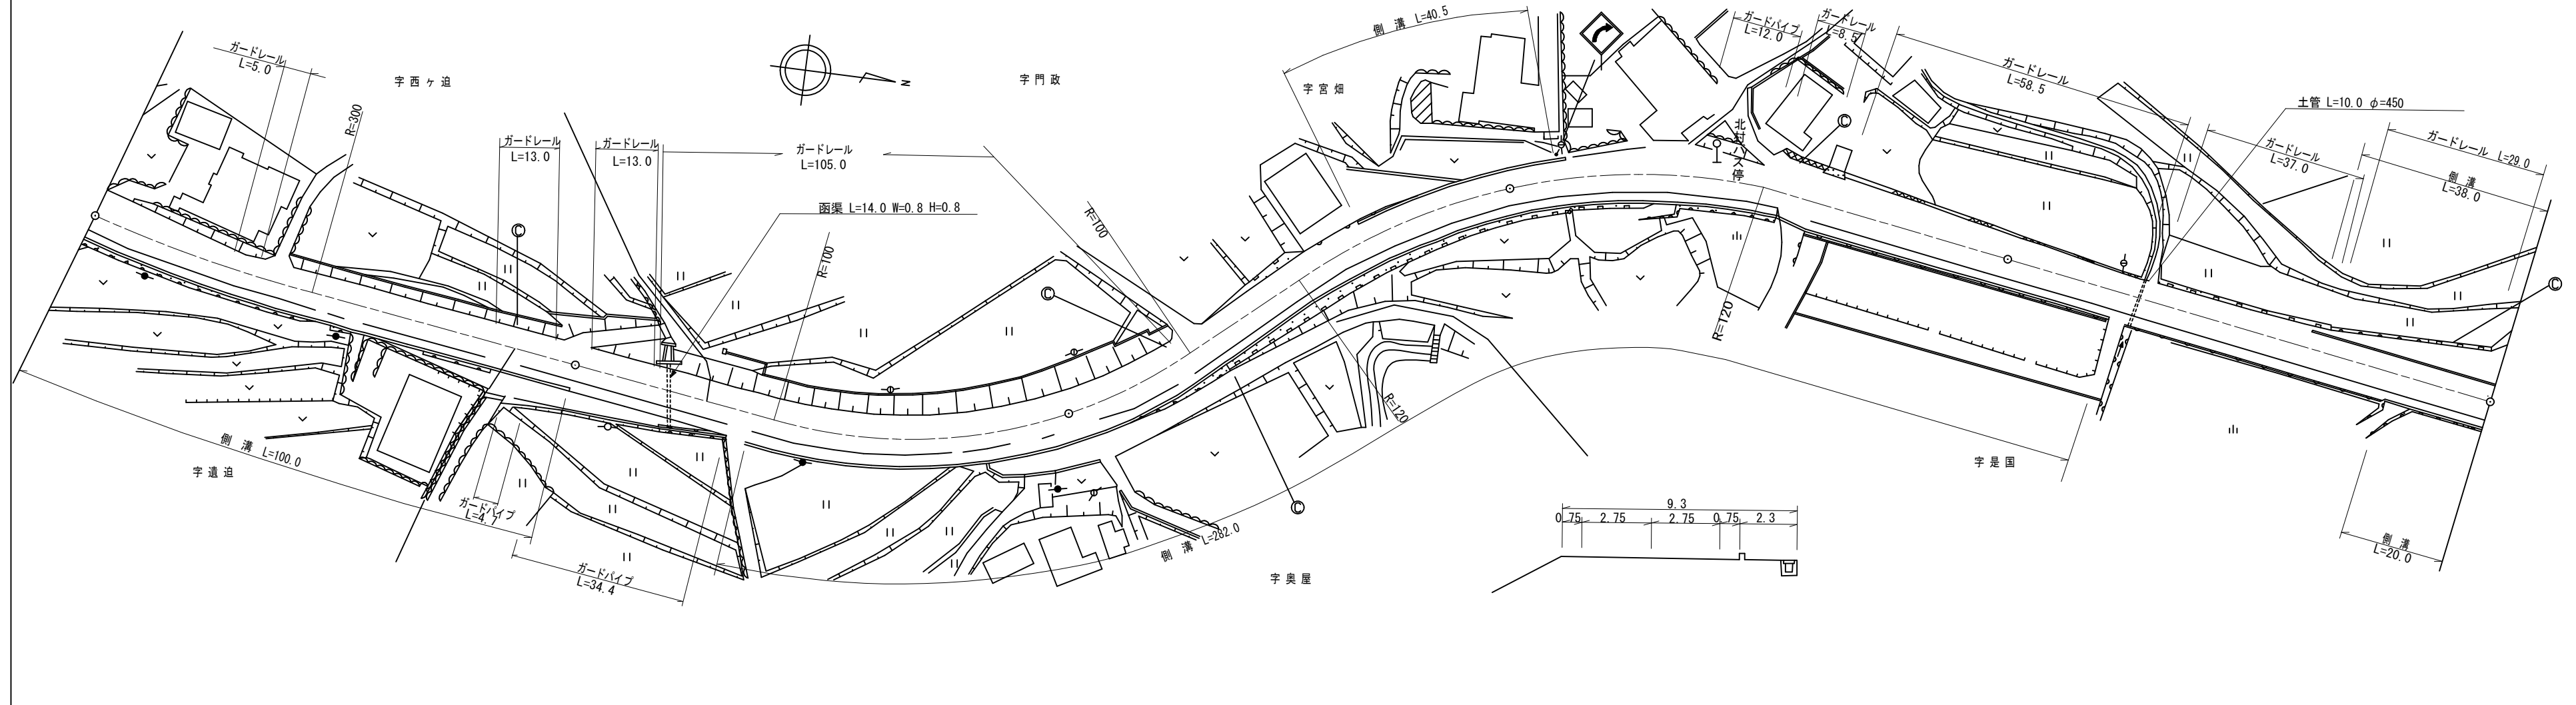 ガードレール
L=5.0
字西ヶ迫
R=300
ガードレール
L=13.0
ガードレール
L=13.0
ガードレール
L=105.0
函渠 L=14.0 W=0.8 H=0.8
N
字門政
R=100
R=100
側溝 L=40.5
字宮畑
北村バス停
ガードパイプ
L=12.0
ガードレール
L=8.5
ガードレール
L=58.5
土管 L=10.0 φ=450
ガードレール
L=37.0
ガードレール L=29.0
側溝
L=38.0
C
C
C
C
C
R=120
R=120
側溝 L=100.0
字遺迫
ガードパイプ
L=4.7
ガードパイプ
L=34.4
側溝 L=282.0
字奥屋
字是国
側溝
L=20.0
9.3
0.75 2.75 2.75 0.75 2.3